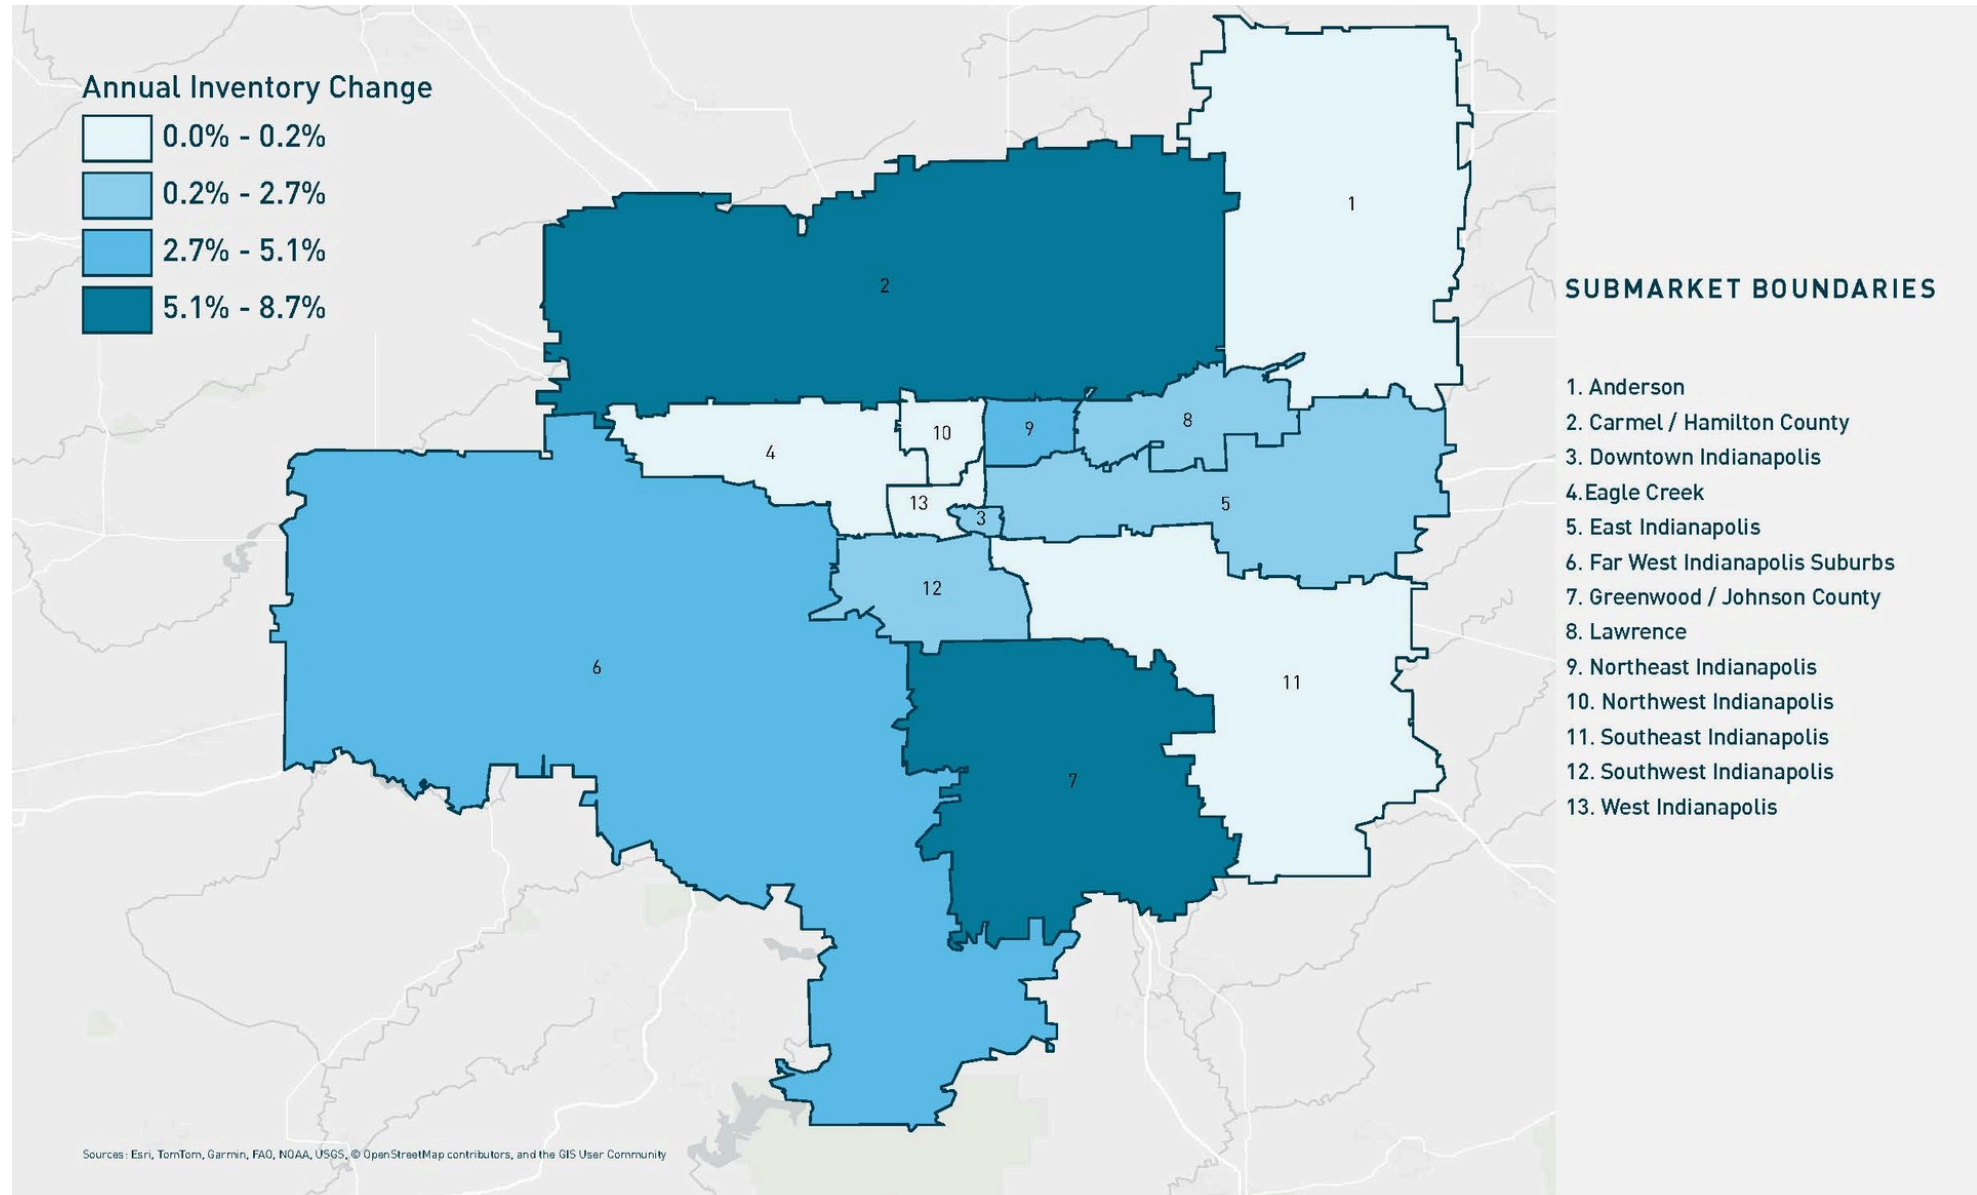 Annual Inventory Change
0.0% - 0.2%
0.2% - 2.7%
2.7% - 5.1%
5.1% - 8.7%
1
2
4
10
9
8
13
3
5
12
6
11
7
SUBMARKET BOUNDARIES
1. Anderson
2. Carmel / Hamilton County
3. Downtown Indianapolis
4.Eagle Creek
5. East Indianapolis
6. Far West Indianapolis Suburbs
7. Greenwood / Johnson County
8. Lawrence
9. Northeast Indianapolis
10. Northwest Indianapolis
11. Southeast Indianapolis
12. Southwest Indianapolis
13. West Indianapolis
Sources: Esri, TomTom, Garmin, FAO, NOAA, USGS, © OpenStreetMap contributors, and the GIS User Community